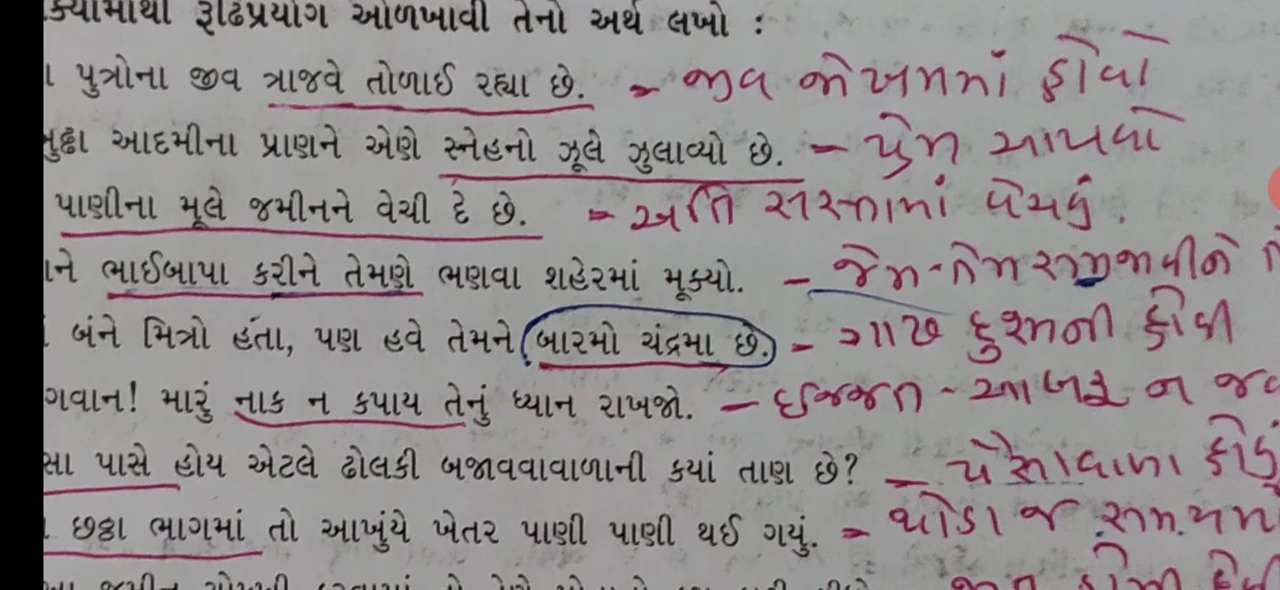 ક્યોમાંથી રૂઢિપ્રયોગ ઓળખાવી તેનો અર્થ લખો :
પુત્રોના જીવ ત્રાજવે તોળાઈ રહ્યા છે. - જીવ જોખમમાં હોવો
બુઢ્ઢા આદમીના પ્રાણને એણે સ્નેહનો ઝૂલે ઝુલાવ્યો છે. - પ્રેમ આપવો
પાણીના મૂલે જમીનને વેચી દે છે. - અતિ સસ્તામાં વેચવું.
ને ભાઈબાપા કરીને તેમણે ભણવા શહેરમાં મૂક્યો. - જેમ-તેમ સમજાવીને
બંને મિત્રો હતા, પણ હવે તેમને બારમો ચંદ્રમા છે. - ગાઢ દુશ્મની હોવી
ગવાન! મારું નાક ન કપાય તેનું ધ્યાન રાખજો. - ઈજ્જત - આબરૂ ન જવ
સા પાસે હોય એટલે ઢોલકી બજાવવાવાળાની ક્યાં તાણ છે? - પૈસાવાળા હોવું
છઠ્ઠા ભાગમાં તો આખુંયે ખેતર પાણી પાણી થઈ ગયું. - થોડા જ સમયમ